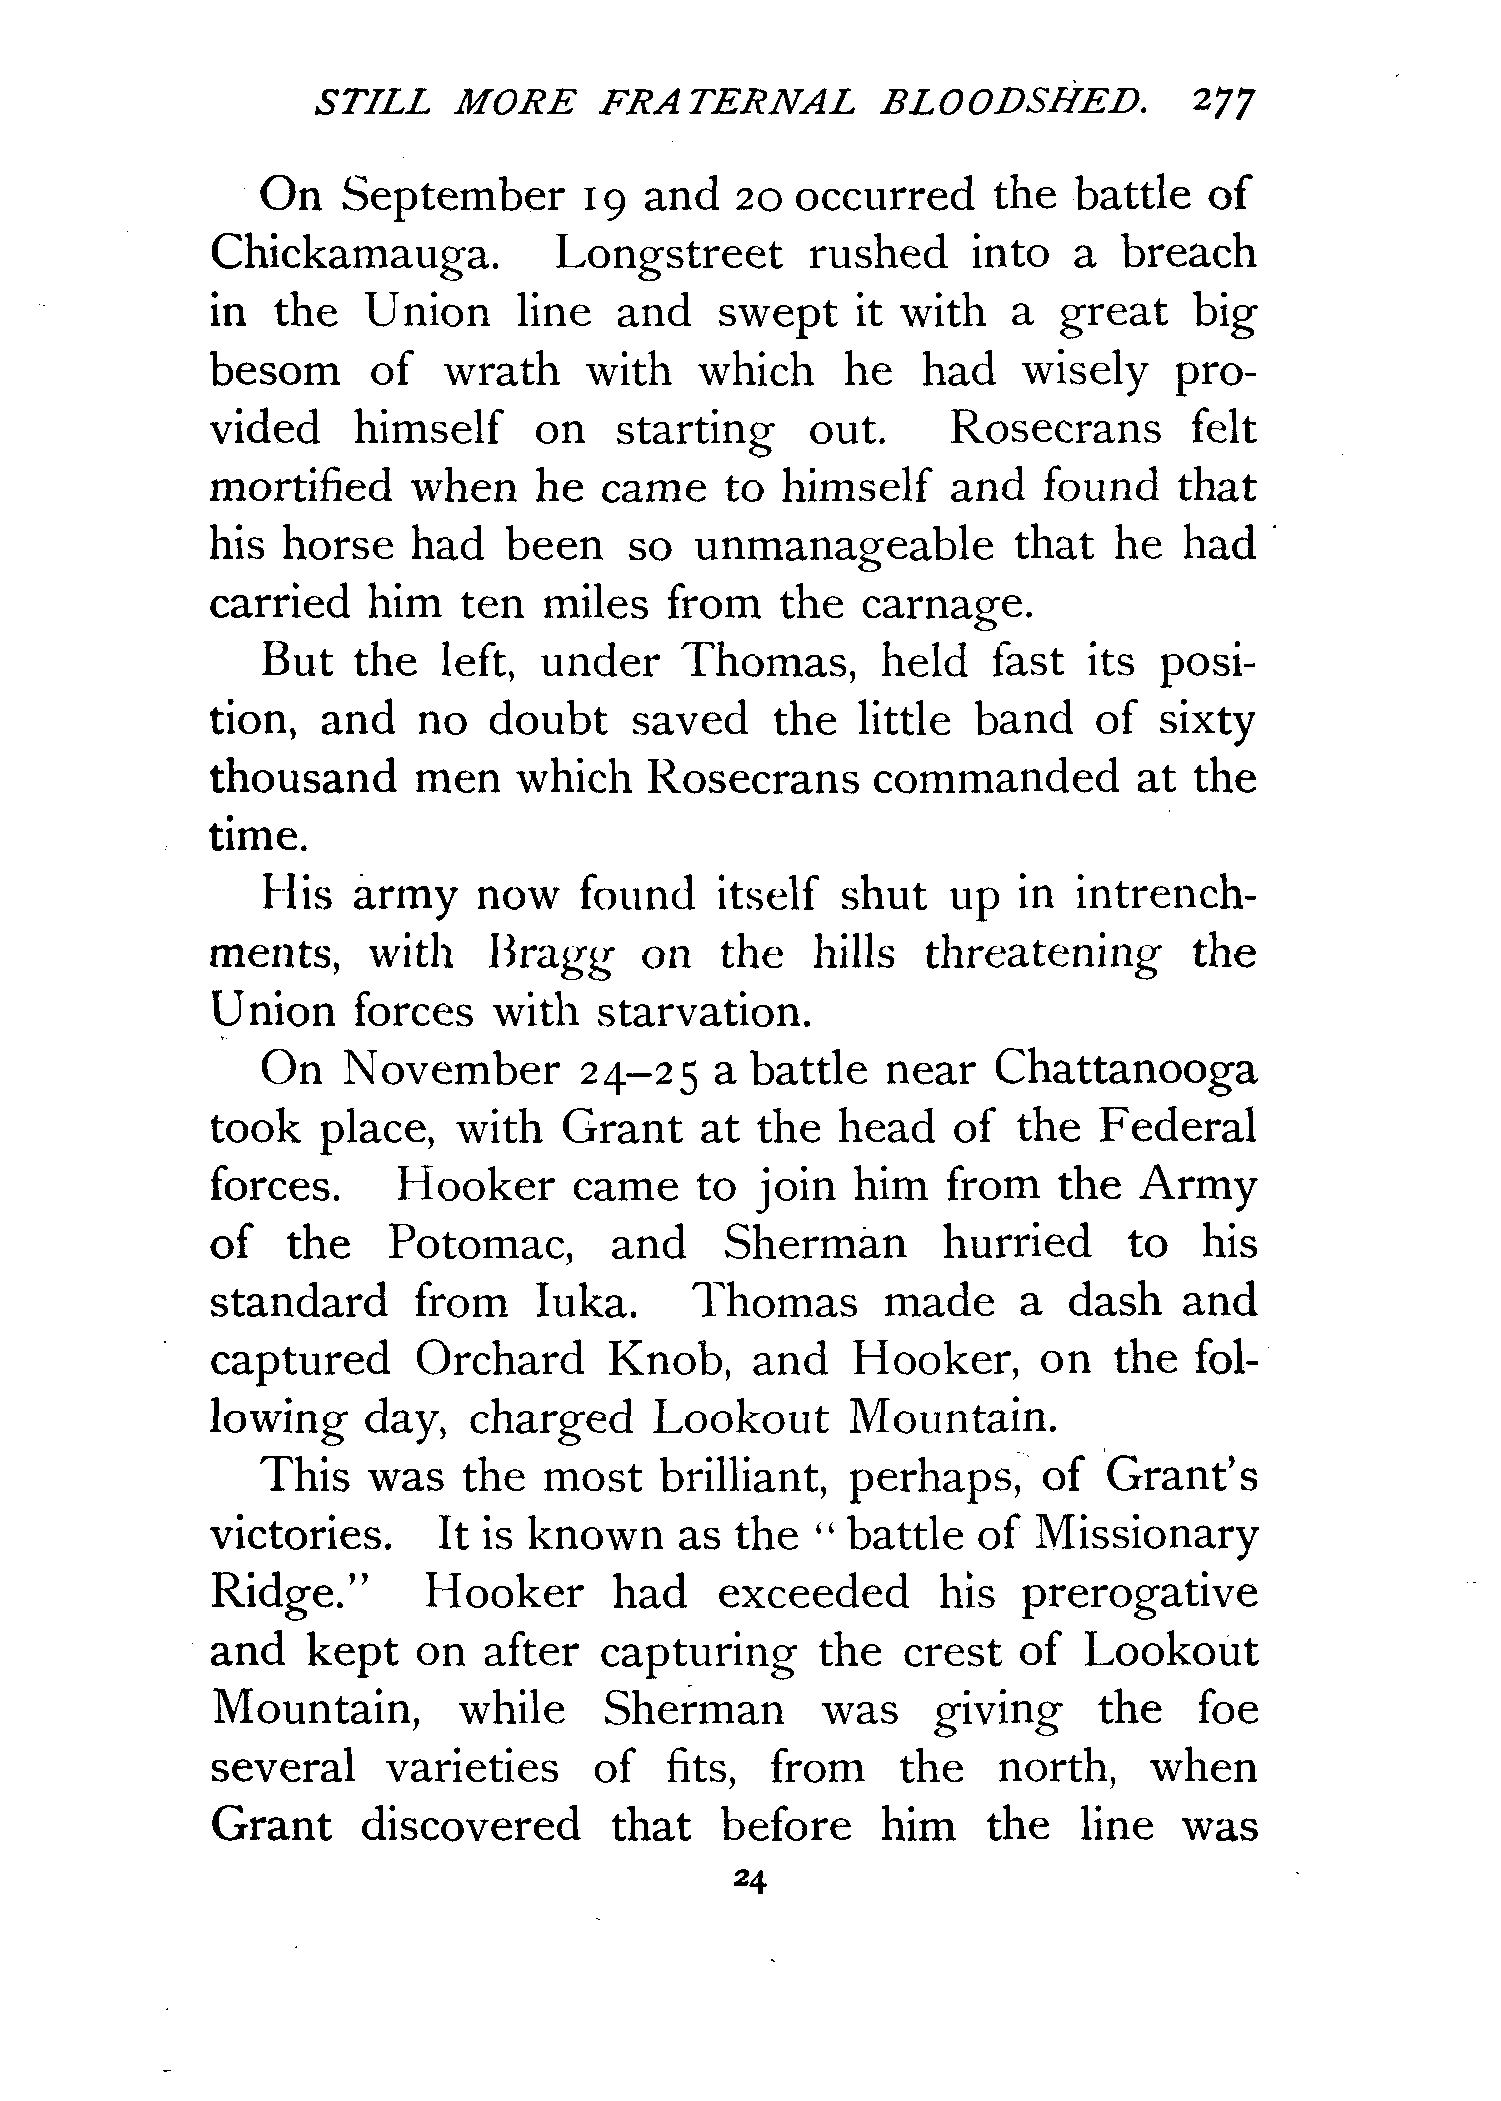 STILL MORE FRATERNAL BLOODSHED. 277
On September 19 and 20 occurred the battle of
Chickamauga. Longstreet rushed into a breach
in the Union line and swept it with a great big
besom of wrath with which he had wisely pro-
vided himself on starting out. Rosecrans felt
mortified when he came to himself and found that
his horse had been so unmanageable that he had
carried him ten miles from the carnage.
But the left, under Thomas, held fast its posi-
tion, and no doubt saved the little band of sixty
thousand men which Rosecrans commanded at the
time.
His army now found itself shut up in intrench-
ments, with Bragg on the hills threatening the
Union forces with starvation.
On November 24–25 a battle near Chattanooga
took place, with Grant at the head of the Federal
forces. Hooker came to join him from the Army
of the Potomac, and Sherman hurried to his
standard from Iuka. Thomas made a dash and
captured Orchard Knob, and Hooker, on the fol-
lowing day, charged Lookout Mountain.
This was the most brilliant, perhaps, of Grant's
victories. It is known as the "battle of Missionary
Ridge." Hooker had exceeded his prerogative
and kept on after capturing the crest of Lookout
Mountain, while Sherman was giving the foe
several varieties of fits, from the north, when
Grant discovered that before him the line was
24